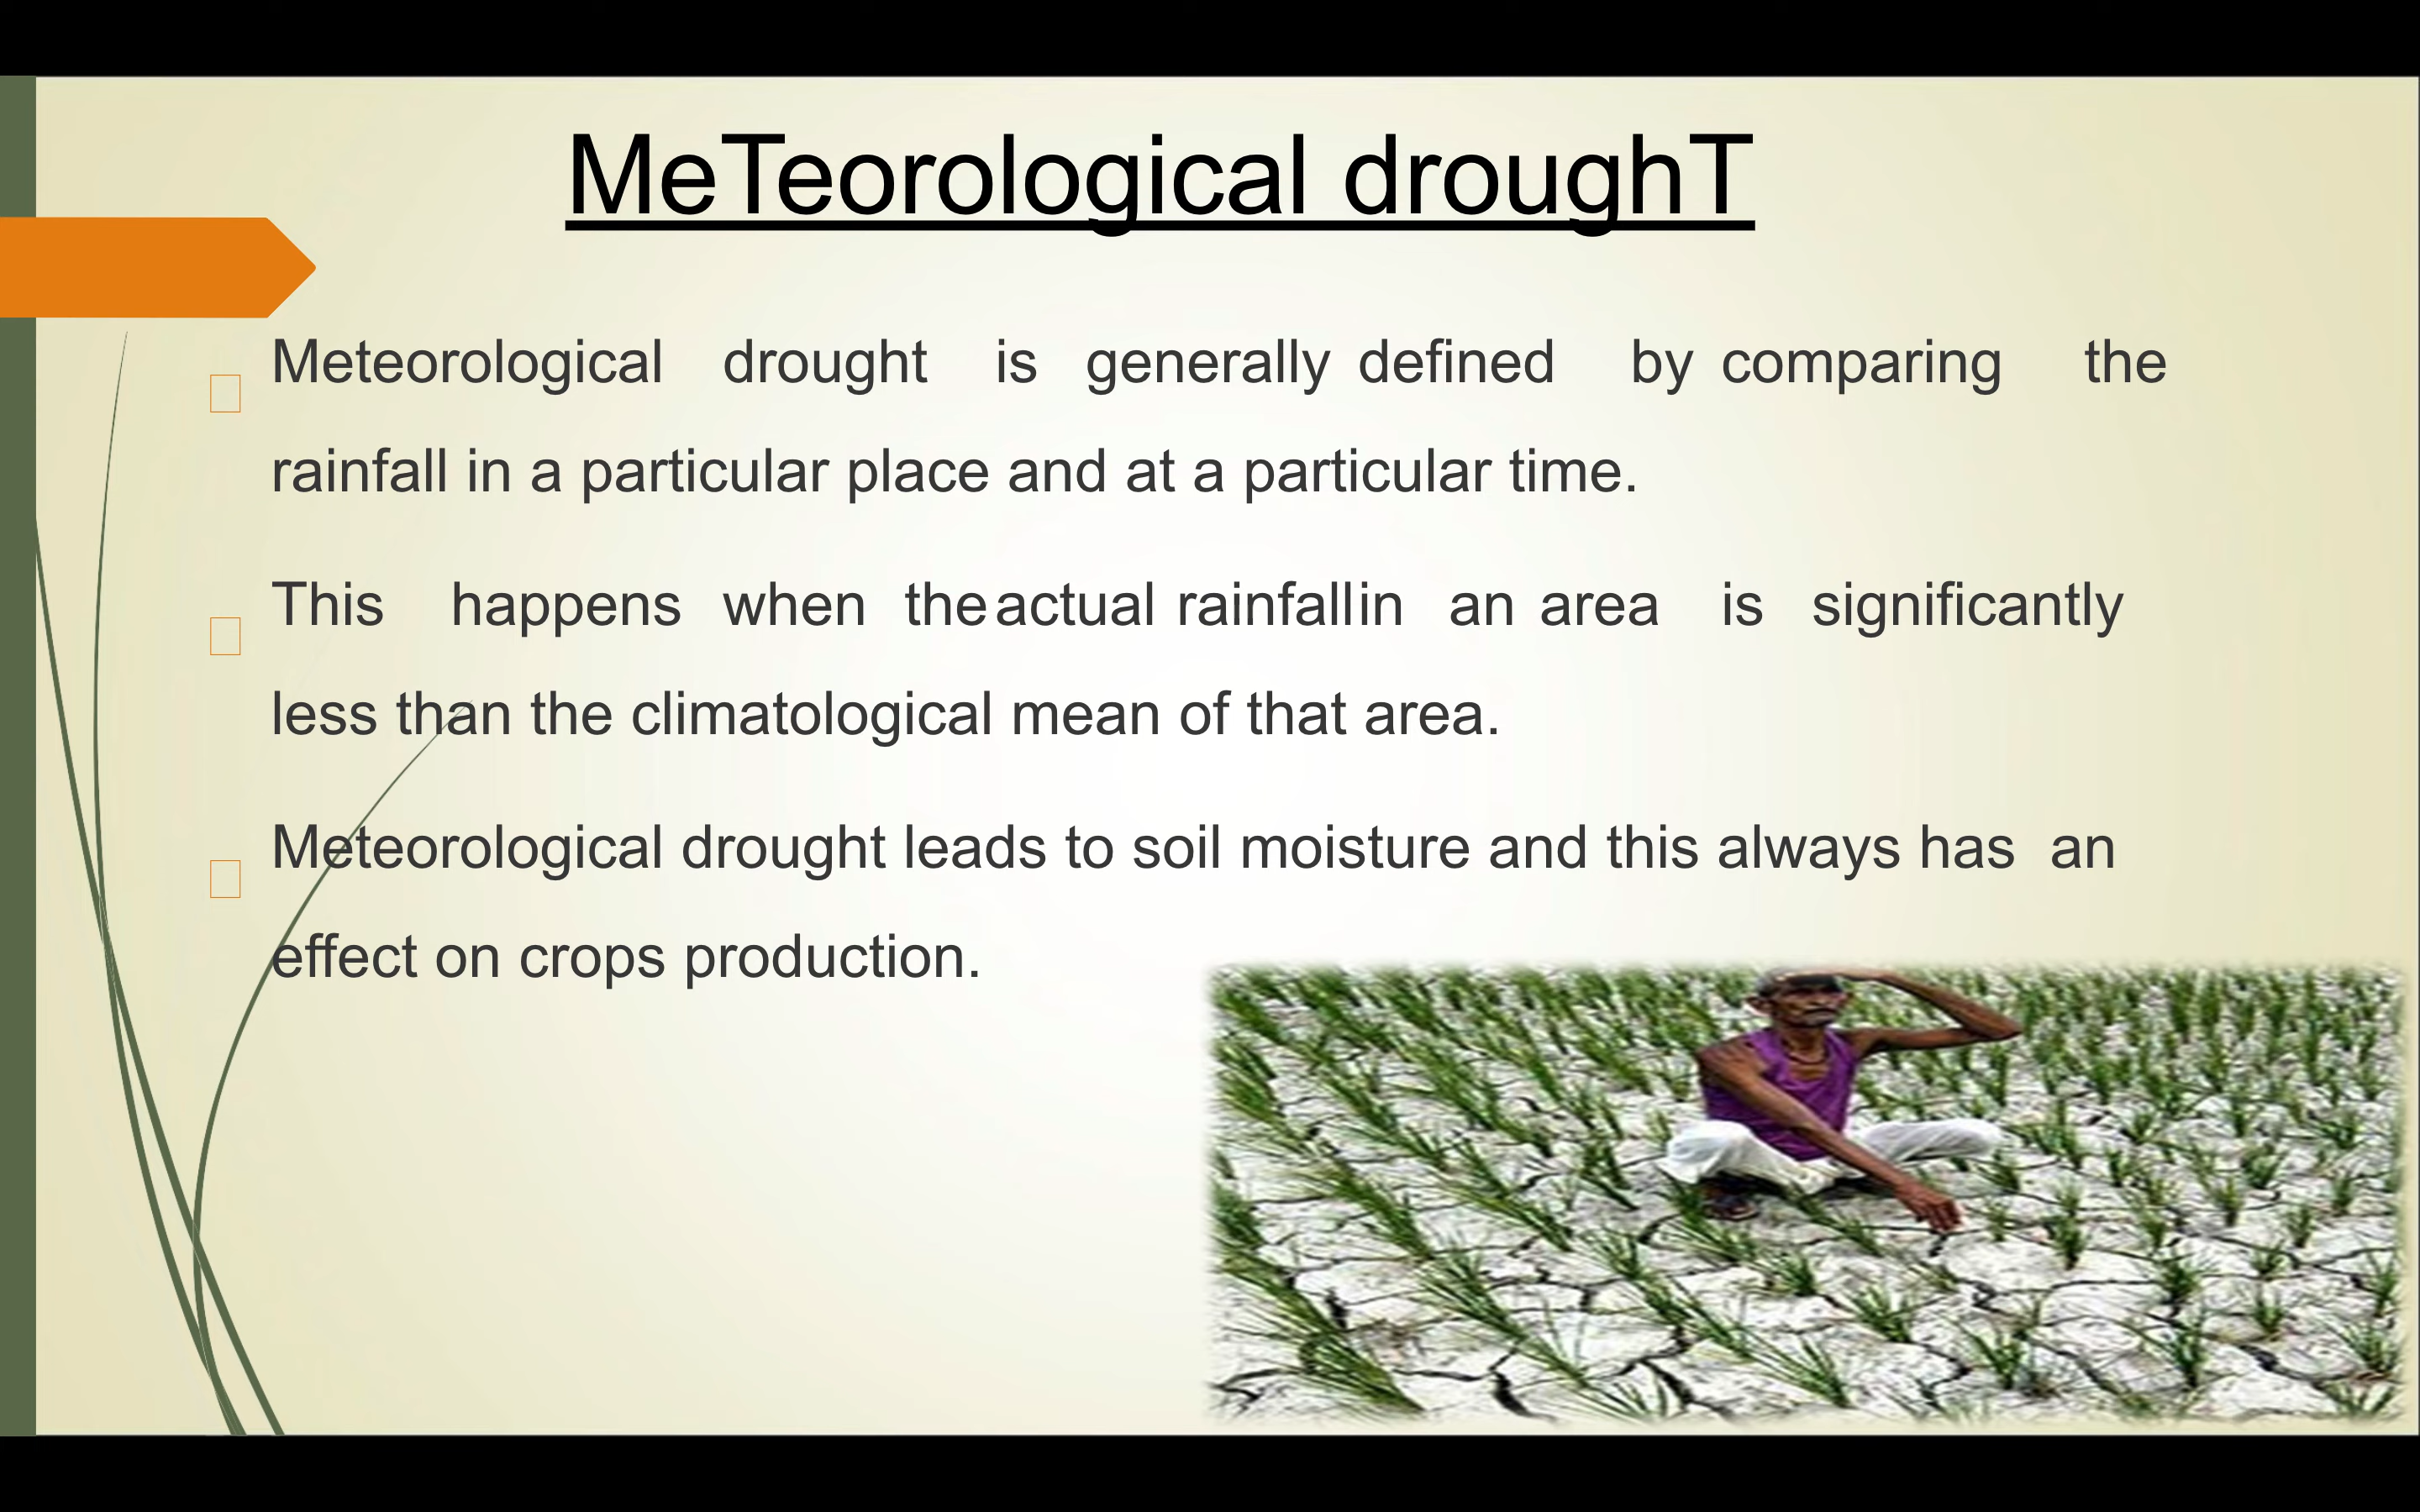 MeTeorological droughT
Meteorological drought is generally defined by comparing the
rainfall in a particular place and at a particular time.
This happens when the actual rainfall in an area is significantly
less than the climatological mean of that area.
Meteorological drought leads to soil moisture and this always has an
effect on crops production.